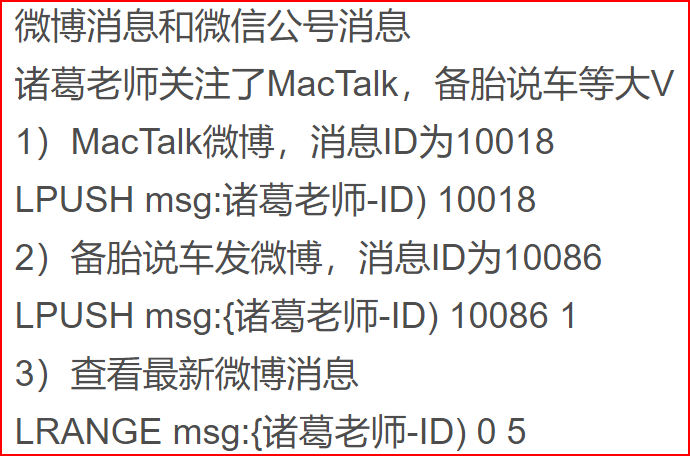 微博消息和微信公号消息
诸葛老师关注了MacTalk，备胎说车等大V
1）MacTalk微博，消息ID为10018
LPUSH msg:诸葛老师-ID) 10018
2）备胎说车发微博，消息ID为10086
LPUSH msg:{诸葛老师-ID) 10086 1
3）查看最新微博消息
LRANGE msg:{诸葛老师-ID) 0 5